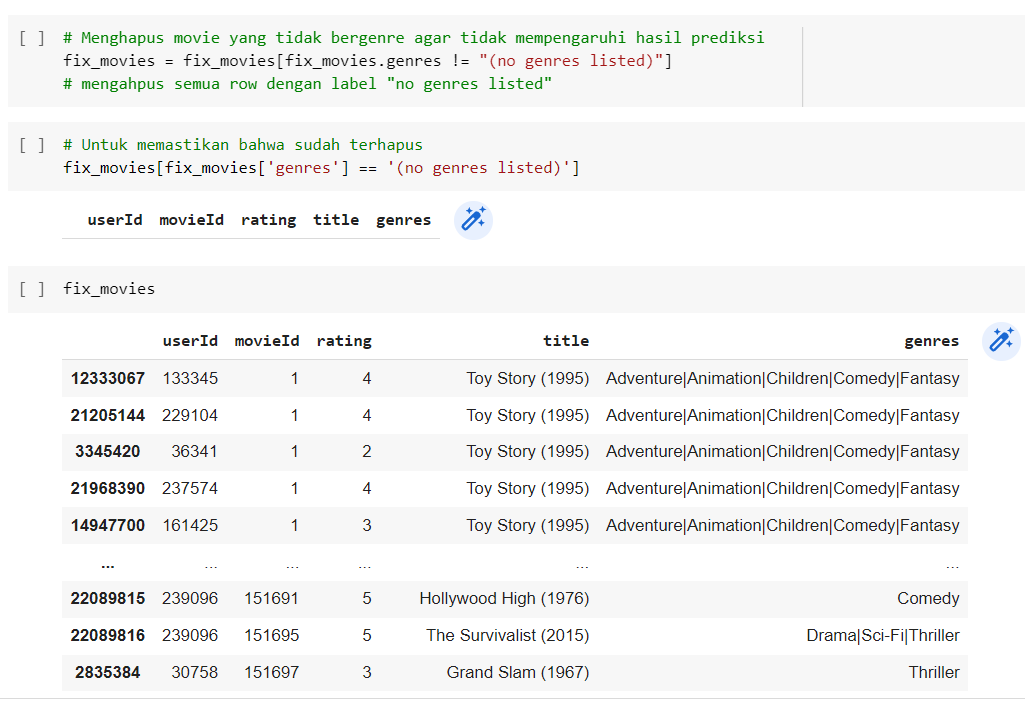 [ ] # Menghapus movie yang tidak bergenre agar tidak mempengaruhi hasil prediksi
fix_movies = fix_movies[fix_movies.genres != "(no genres listed)"]
# mengahpus semua row dengan label "no genres listed"
[ ] # Untuk memastikan bahwa sudah terhapus
fix_movies[fix_movies['genres'] == '(no genres listed)']
userId movieId rating title genres
[ ] fix_movies
userId movieId rating title genres
12333067 133345 1 4 Toy Story (1995) Adventure|Animation|Children|Comedy|Fantasy
21205144 229104 1 4 Toy Story (1995) Adventure|Animation|Children|Comedy|Fantasy
3345420 36341 1 2 Toy Story (1995) Adventure|Animation|Children|Comedy|Fantasy
21968390 237574 1 4 Toy Story (1995) Adventure|Animation|Children|Comedy|Fantasy
14947700 161425 1 3 Toy Story (1995) Adventure|Animation|Children|Comedy|Fantasy
... ... ... ... ... ...
22089815 239096 151691 5 Hollywood High (1976) Comedy
22089816 239096 151695 5 The Survivalist (2015) Drama|Sci-Fi|Thriller
2835384 30758 151697 3 Grand Slam (1967) Thriller